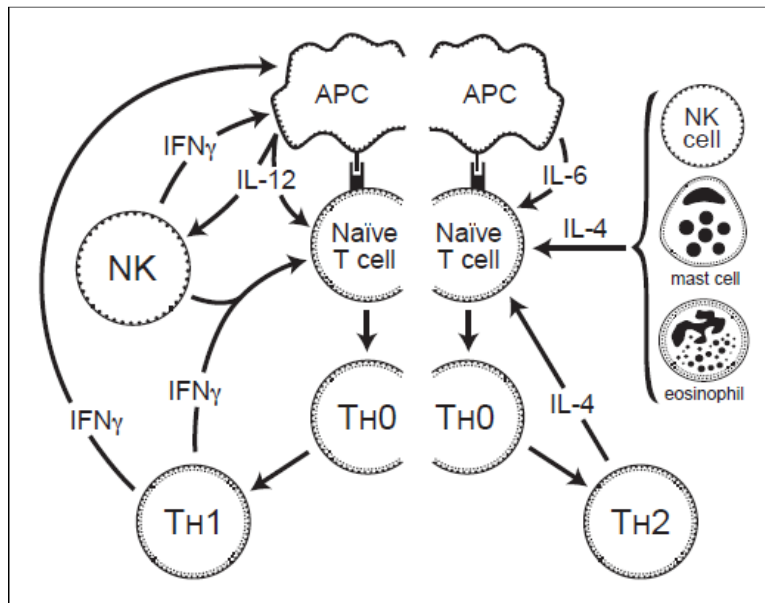 APC
APC
NK
cell
IFNγ
IL-12
IL-6
Naïve
T cell
Naïve
T cell
IL-4
NK
mast cell
IFNγ
IFNγ
TH0
TH0
IL-4
eosinophil
TH1
TH2